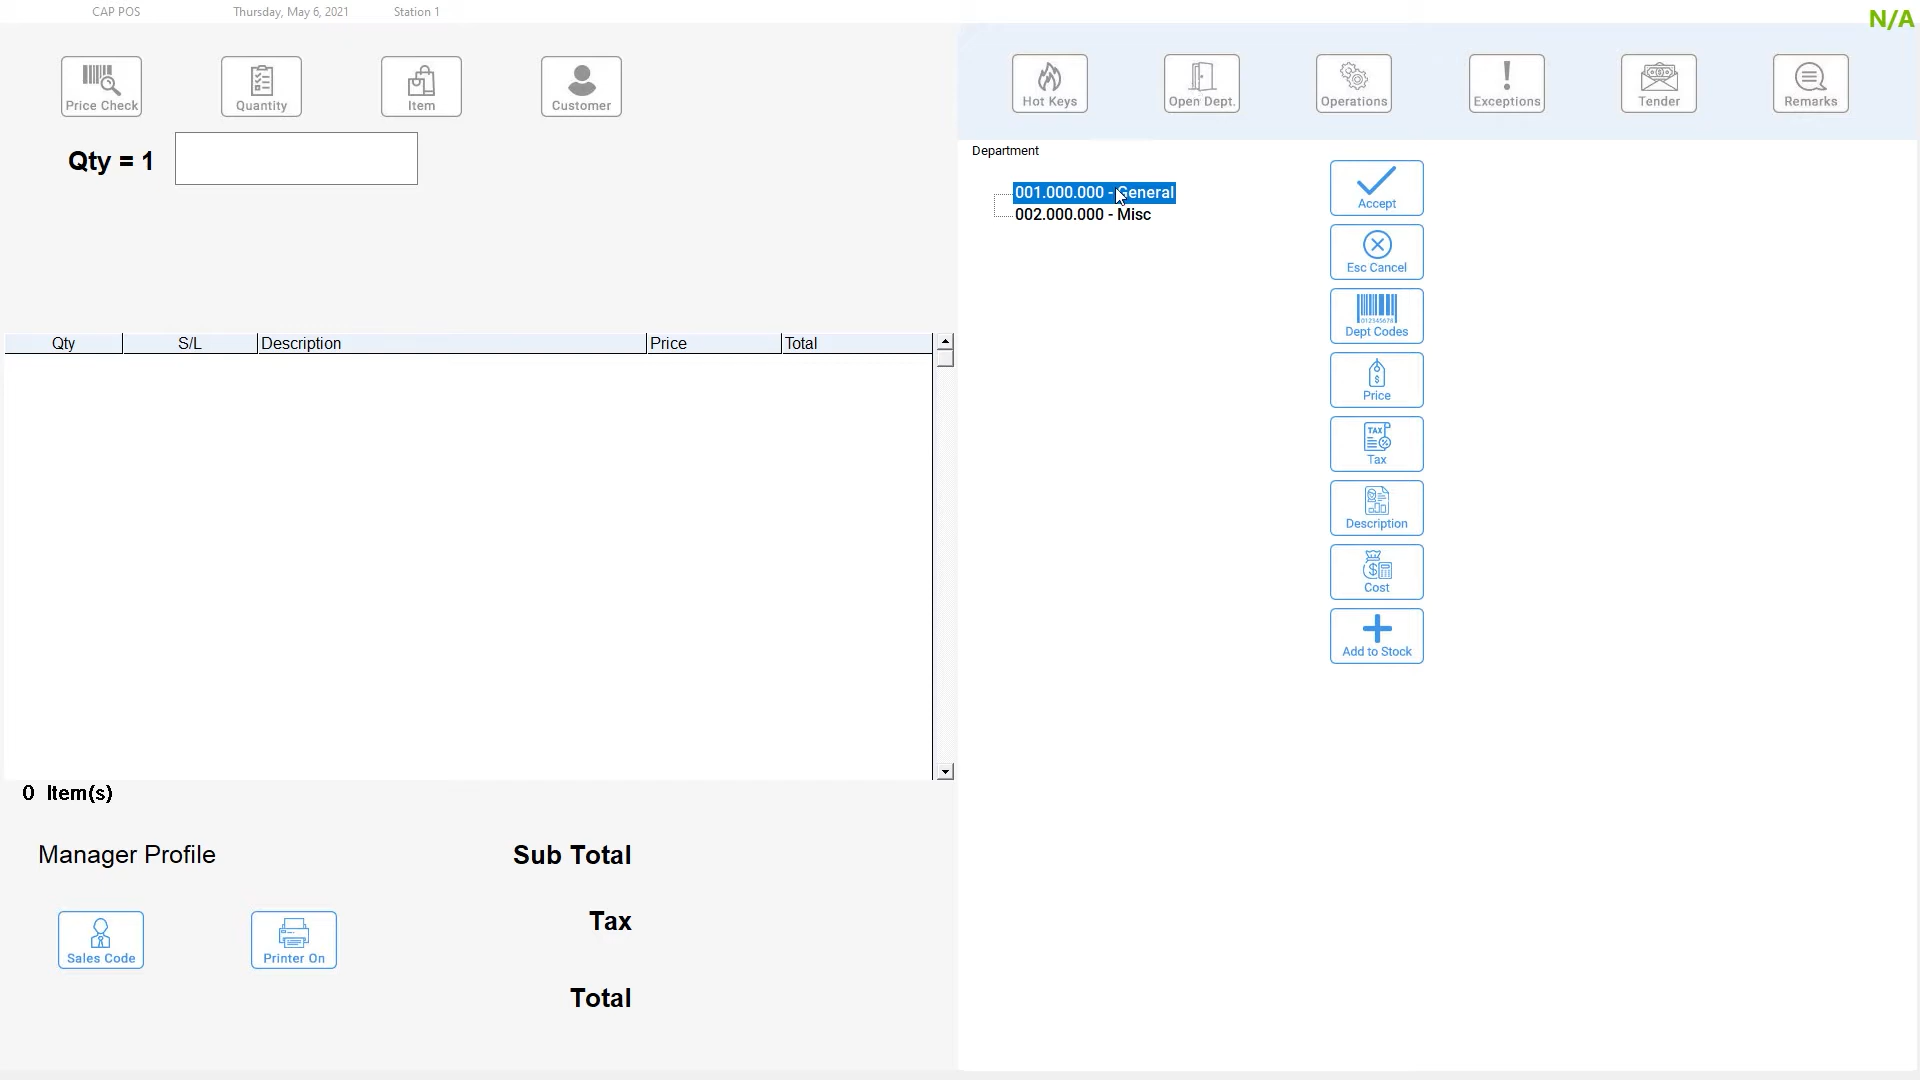 CAP POS Thursday, May 6, 2021 Station 1
N/A
Price Check Quantity Item Customer
Hot Keys Open Dept. Operations Exceptions Tender Remarks
Qty = 1
Department
001.000.000 - General
002.000.000 - Misc
Accept
Esc Cancel
012345678
Dept Codes
Price
TAX
Tax
Description
Cost
Add to Stock
Qty S/L Description Price Total
0 Item(s)
Manager Profile
Sub Total
Tax
Total
Sales Code Printer On